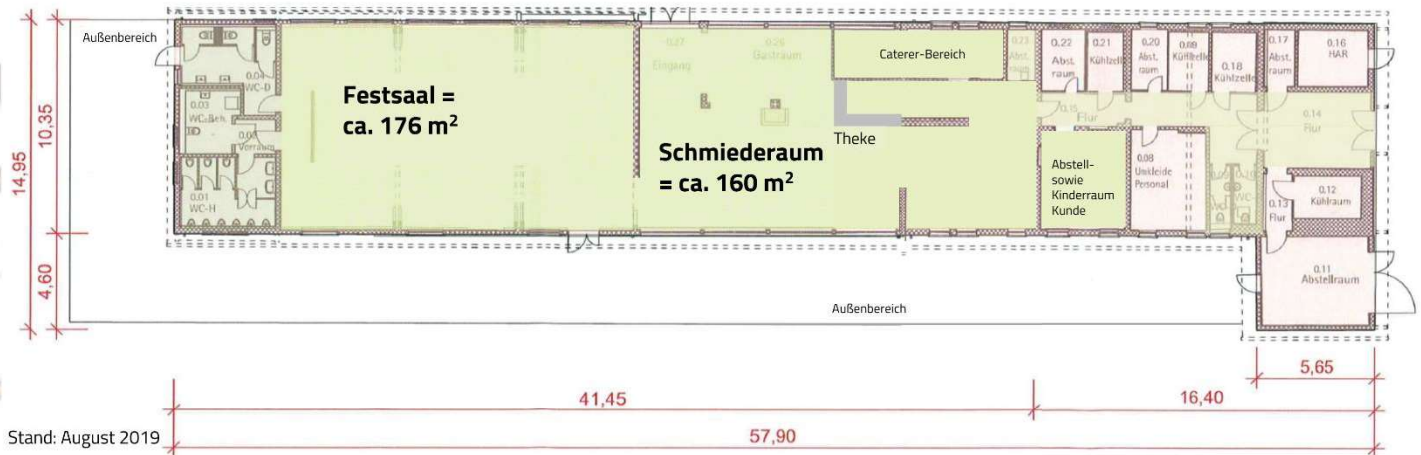 Außenbereich
0.04
WC-D
0.03
WC-Beh.
0.02
Vorraum
0.01
WC-H
Festsaal =
ca. 176 m²
0.27
Eingang
0.26
Gastraum
Schmiederaum
= ca. 160 m²
Caterer-Bereich
Theke
0.23
Abst.
raum
0.22
Abst.
raum
0.21
Kühlzelle
0.20
Abst.
raum
Kühlzelle
0.18
Kühlzelle
0.17
Abst.
raum
0.16
HAR
0.15
Flur
0.14
Flur
Abstell-
sowie
Kinderraum
Kunde
0.08
Umkleide
Personal
0.13
Flur
0.12
Kühlraum
0.11
Abstellraum
Außenbereich
14,95
10,35
4,60
5,65
41,45
16,40
57,90
Stand: August 2019